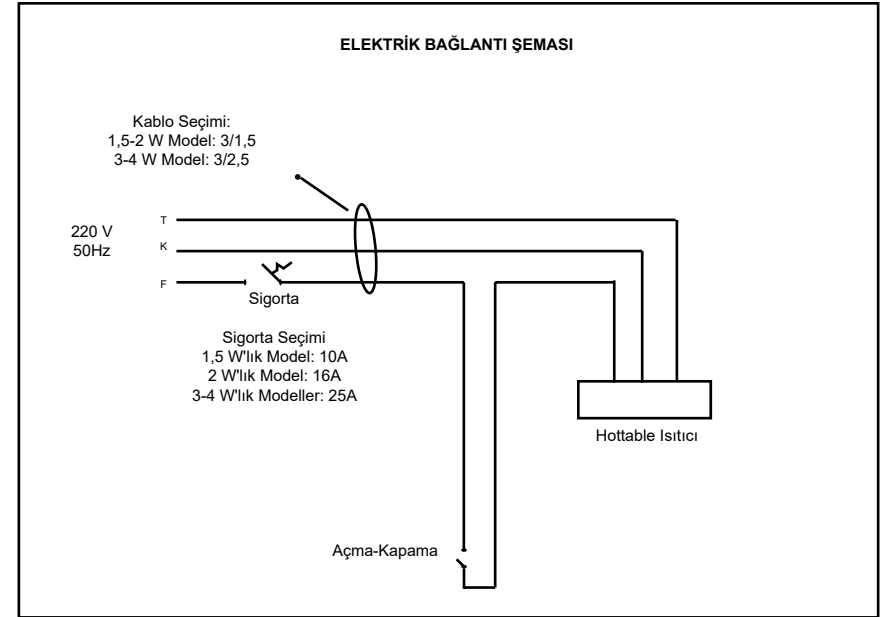 ELEKTRİK BAĞLANTI ŞEMASI
Kablo Seçimi:
1,5-2 W Model: 3/1,5
3-4 W Model: 3/2,5
220 V
50Hz
T
K
F
Sigorta
Sigorta Seçimi
1,5 W'lık Model: 10A
2 W'lık Model: 16A
3-4 W'lık Modeller: 25A
Hottable Isıtıcı
Açma-Kapama